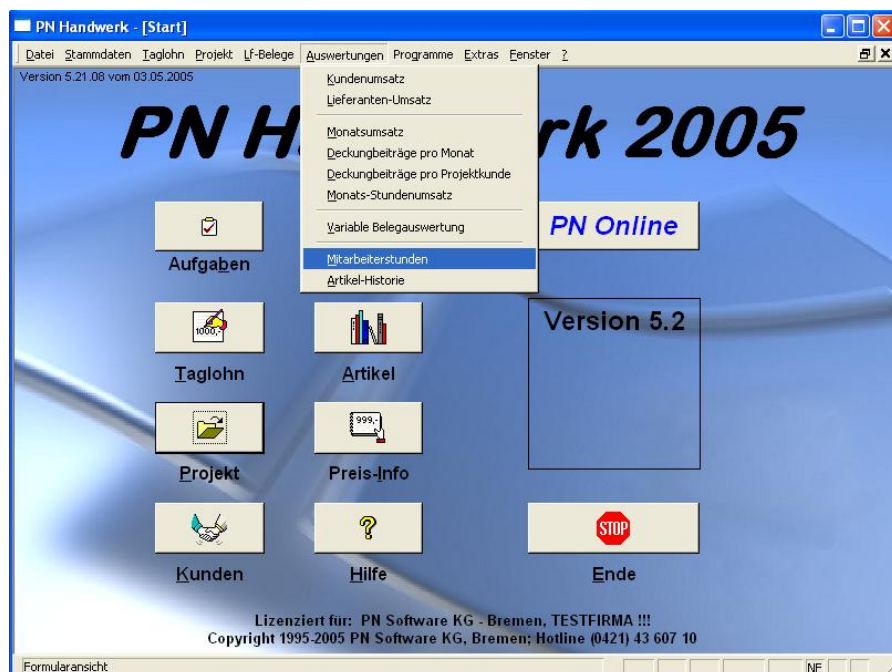 PN Handwerk - [Start]
Datei Stammdaten Taglohn Projekt Lf-Belege Auswertungen Programme Extras Fenster ?
Version 5.21.08 vom 03.05.2005
PN H rk 2005
Kundenumsatz
Lieferanten-Umsatz
Monatsumsatz
Deckungbeiträge pro Monat
Deckungbeiträge pro Projektkunde
Monats-Stundenumsatz
Variable Belegauswertung
Mitarbeiterstunden
Artikel-Historie
PN Online
Aufgaben
Version 5.2
1000,-
Taglohn
Artikel
999,-
Projekt
Preis-Info
STOP
Kunden
Hilfe
Ende
Lizenziert für: PN Software KG - Bremen, TESTFIRMA !!!
Copyright 1995-2005 PN Software KG, Bremen; Hotline (0421) 43 607 10
Formularansicht
NF